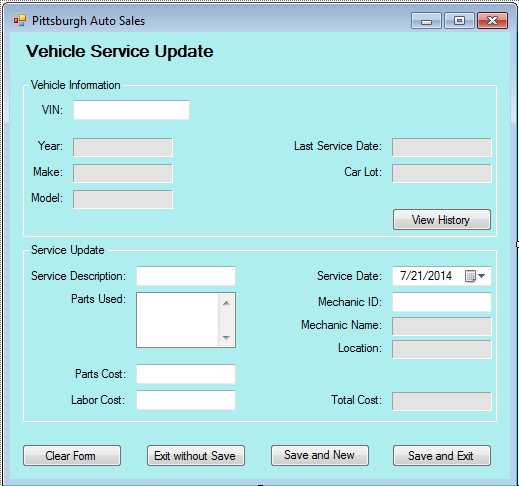 Pittsburgh Auto Sales
Vehicle Service Update
Vehicle Information
VIN:
Year:
Last Service Date:
Make:
Car Lot:
Model:
View History
Service Update
Service Description:
Service Date: 7/21/2014
Parts Used:
Mechanic ID:
Mechanic Name:
Location:
Parts Cost:
Labor Cost:
Total Cost:
Clear Form Exit without Save Save and New Save and Exit